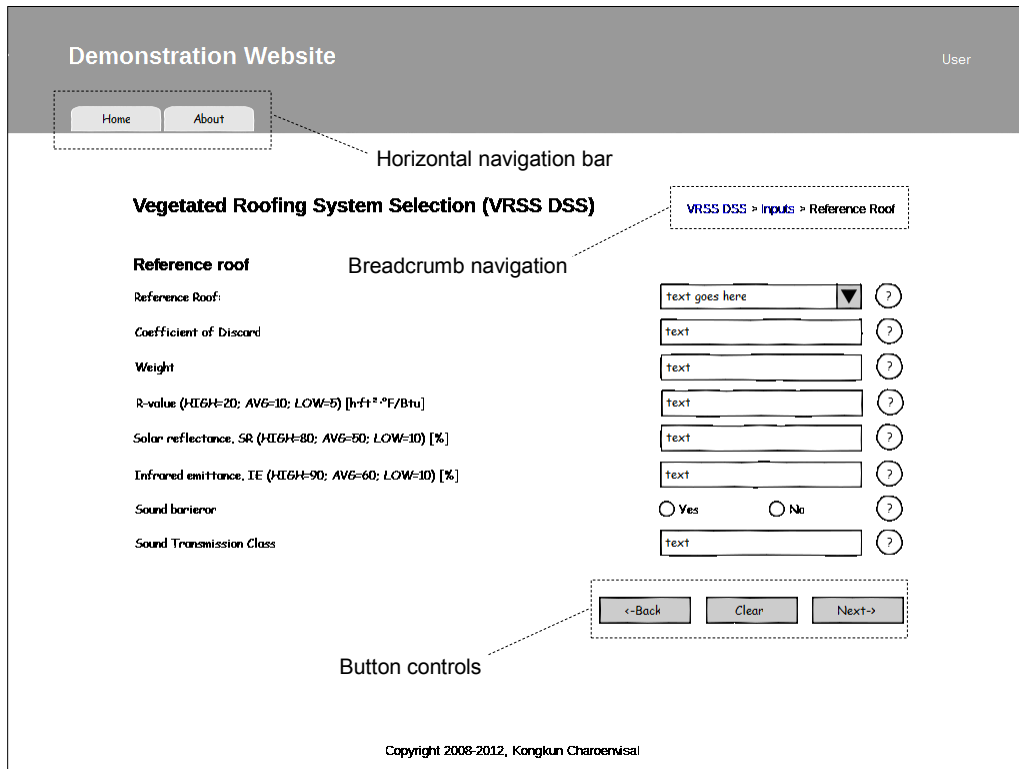 Demonstration Website
User
Home About
Horizontal navigation bar
Vegetated Roofing System Selection (VRSS DSS)
VRSS DSS > Inputs > Reference Roof
Breadcrumb navigation
Reference roof
Reference Roof: text goes here ?
Coefficient of Discard text ?
Weight text ?
R-value (HIGH=20; AVG=10; LOW=5) [h·ft²·°F/Btu] text ?
Solar reflectance, SR (HIGH=80; AVG=50; LOW=10) [%] text ?
Infrared emittance, IE (HIGH=90; AVG=60; LOW=10) [%] text ?
Sound barieror Yes No ?
Sound Transmission Class text ?
<-Back Clear Next->
Button controls
Copyright 2008-2012, Kongkun Charoenvisal